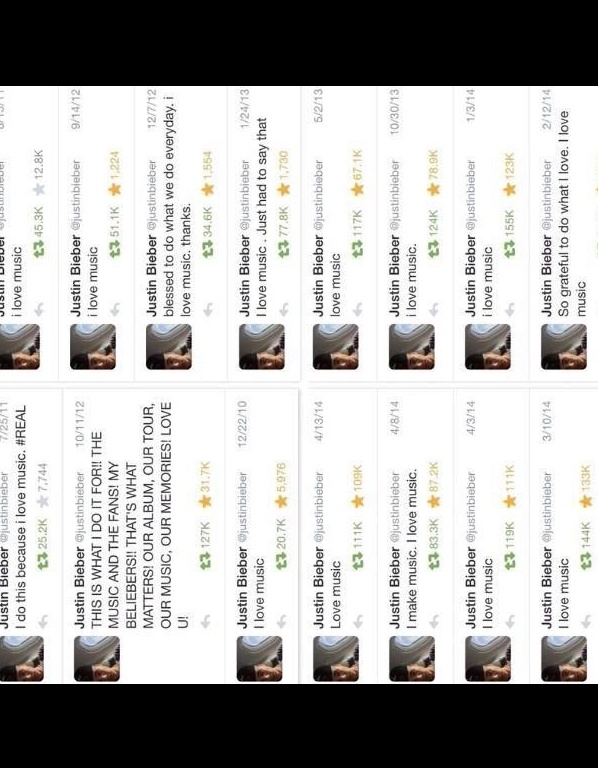 Justin Bieber @justinbieber 7/25/11
I do this because i love music. #REAL
25.2K 7,744
Justin Bieber @justinbieber 10/11/12
THIS IS WHAT I DO IT FOR!! THE
MUSIC AND THE FANS! MY
BELIEBERS!! THAT'S WHAT
MATTERS! OUR ALBUM, OUR TOUR,
OUR MUSIC, OUR MEMORIES! LOVE
U!
127K 31.7K
Justin Bieber @justinbieber 12/22/10
I love music
20.7K 5,976
Justin Bieber @justinbieber 4/13/14
Love music
111K 109K
Justin Bieber @justinbieber 4/8/14
I make music. I love music.
83.3K 87.2K
Justin Bieber @justinbieber 4/3/14
I love music
119K 111K
Justin Bieber @justinbieber 3/10/14
I love music
144K 133K
Justin Bieber @justinbieber
i love music
45.3K 12.8K
Justin Bieber @justinbieber 9/14/12
i love music
51.1K 1,224
Justin Bieber @justinbieber 12/7/12
blessed to do what we do everyday. i
love music. thanks.
34.6K 1,554
Justin Bieber @justinbieber 1/24/13
I love music . Just had to say that
77.8K 1,730
Justin Bieber @justinbieber 5/2/13
love music
117K 67.1K
Justin Bieber @justinbieber 10/30/13
i love music.
124K 78.9K
Justin Bieber @justinbieber 1/3/14
i love music
155K 123K
Justin Bieber @justinbieber 2/12/14
So grateful to do what I love. I love
music